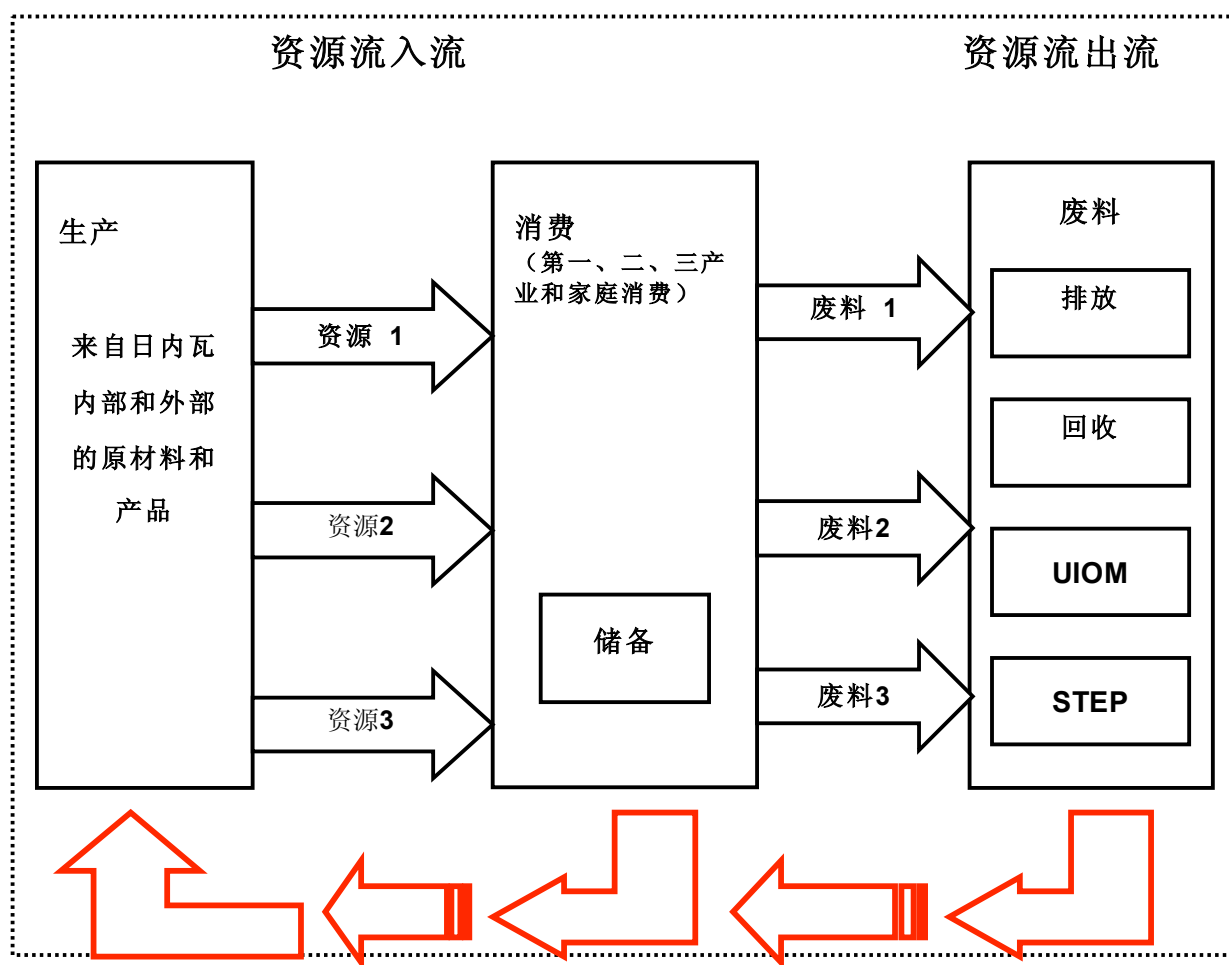 资源流入流
资源流出流
生产
来自日内瓦
内部和外部
的原材料和
产品
资源 1
资源2
资源3
消费
（第一、二、三产
业和家庭消费）
储备
废料 1
废料2
废料3
废料
排放
回收
UIOM
STEP